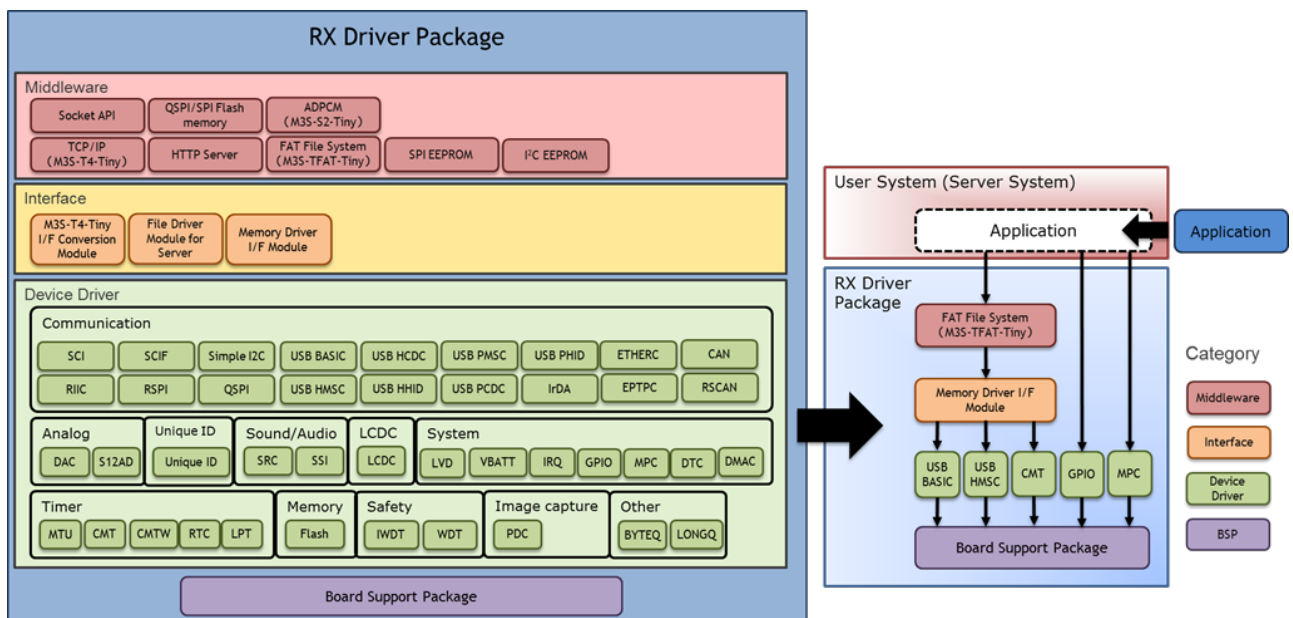 RX Driver Package
Middleware
Socket API
QSPI/SPI Flash
memory
ADPCM
(M3S-S2-Tiny)
TCP/IP
(M3S-T4-Tiny)
HTTP Server
FAT File System
(M3S-TFAT-Tiny)
SPI EEPROM
I²C EEPROM
Interface
M3S-T4-Tiny
I/F Conversion
Module
File Driver
Module for
Server
Memory Driver
I/F Module
Device Driver
Communication
SCI
SCIF
Simple I2C
USB BASIC
USB HCDC
USB PMSC
USB PHID
ETHERC
CAN
RIIC
RSPI
QSPI
USB HMSC
USB HHID
USB PCDC
IrDA
EPTPC
RSCAN
Analog
DAC
S12AD
Unique ID
Unique ID
Sound/Audio
SRC
SSI
LCDC
LCDC
System
LVD
VBATT
IRQ
GPIO
MPC
DTC
DMAC
Timer
MTU
CMT
CMTW
RTC
LPT
Memory
Flash
Safety
IWDT
WDT
Image capture
PDC
Other
BYTEQ
LONGQ
Board Support Package
User System (Server System)
Application
Application
RX Driver
Package
FAT File System
(M3S-TFAT-Tiny)
Memory Driver I/F
Module
USB
BASIC
USB
HMSC
CMT
GPIO
MPC
Board Support Package
Category
Middleware
Interface
Device
Driver
BSP